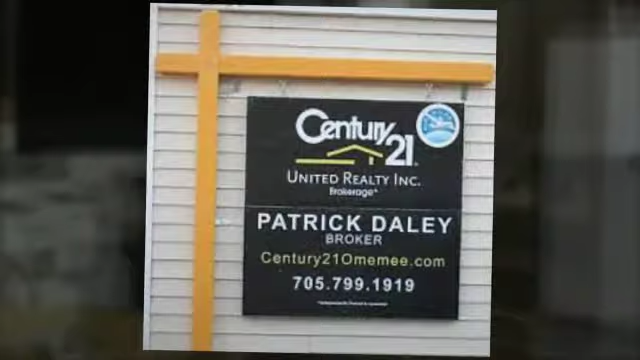 Century 21
UNITED REALTY INC.
Brokerage*
PATRICK DALEY
BROKER
Century21Omemee.com
705.799.1919